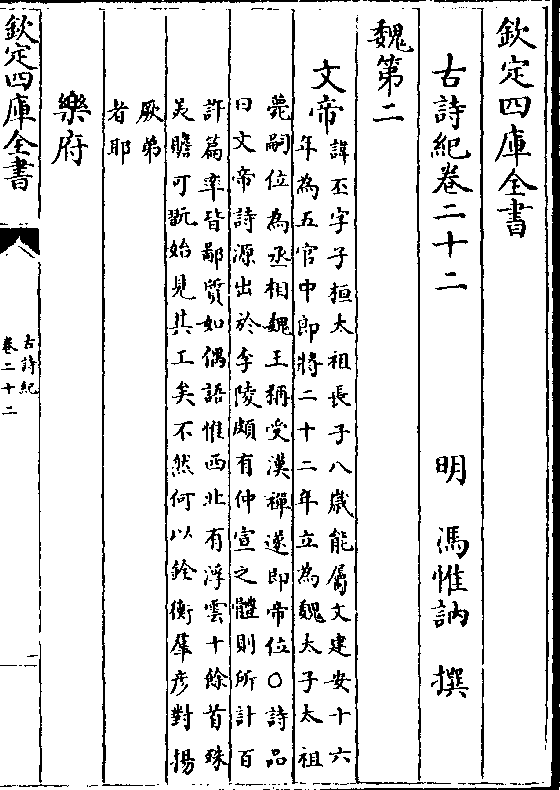 欽定四庫全書
古詩紀卷二十二
明 馮惟訥 撰
魏第二
文帝
諱丕字子桓太祖長子八歲能屬文建安十六
年為五官中郎將二十二年立為魏太子太祖
薨嗣位為丞相魏王稱受漢禪遂即帝位○詩品
曰文帝詩源出於李陵頗有仲宣之體則所計百
許篇率皆鄙質如偶語惟西北有浮雲十餘首殊
美贍可翫始見其工矣不然何以銓衡羣彦對揚
厥弟
者耶
樂府
欽定四庫全書
古詩紀
卷二十二
一